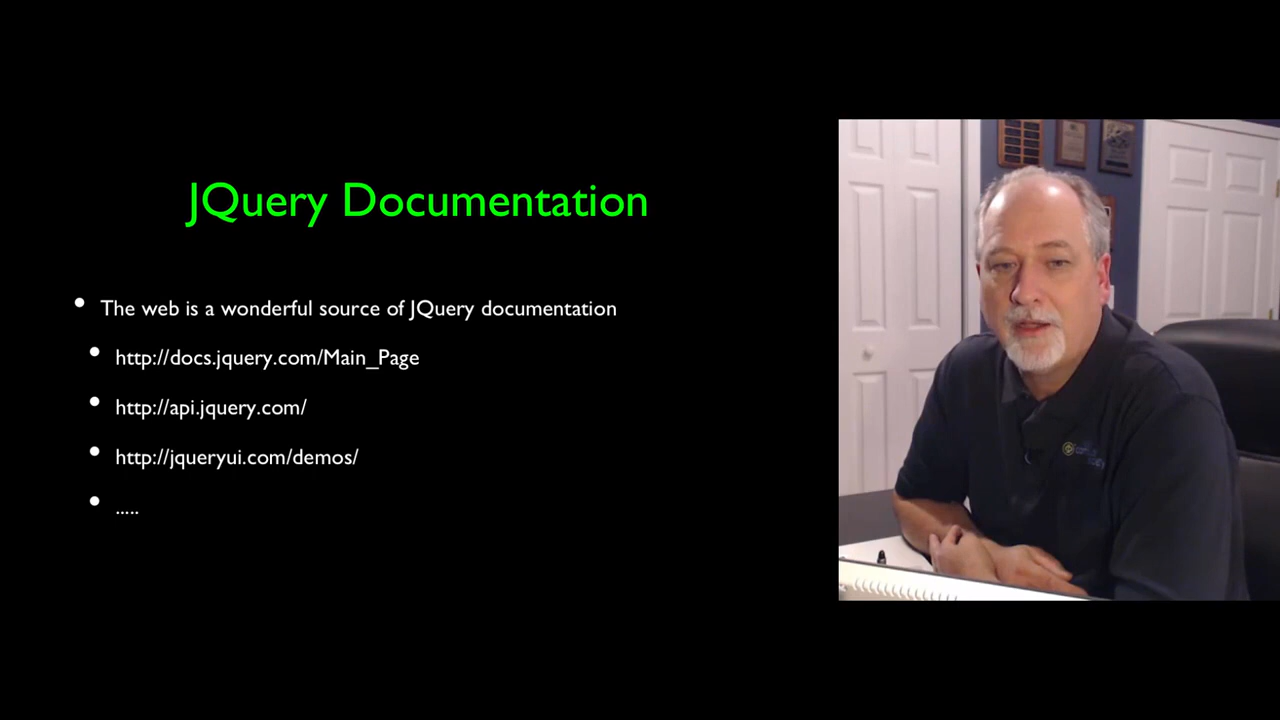 JQuery Documentation
• The web is a wonderful source of JQuery documentation
• http://docs.jquery.com/Main_Page
• http://api.jquery.com/
• http://jqueryui.com/demos/
• .....